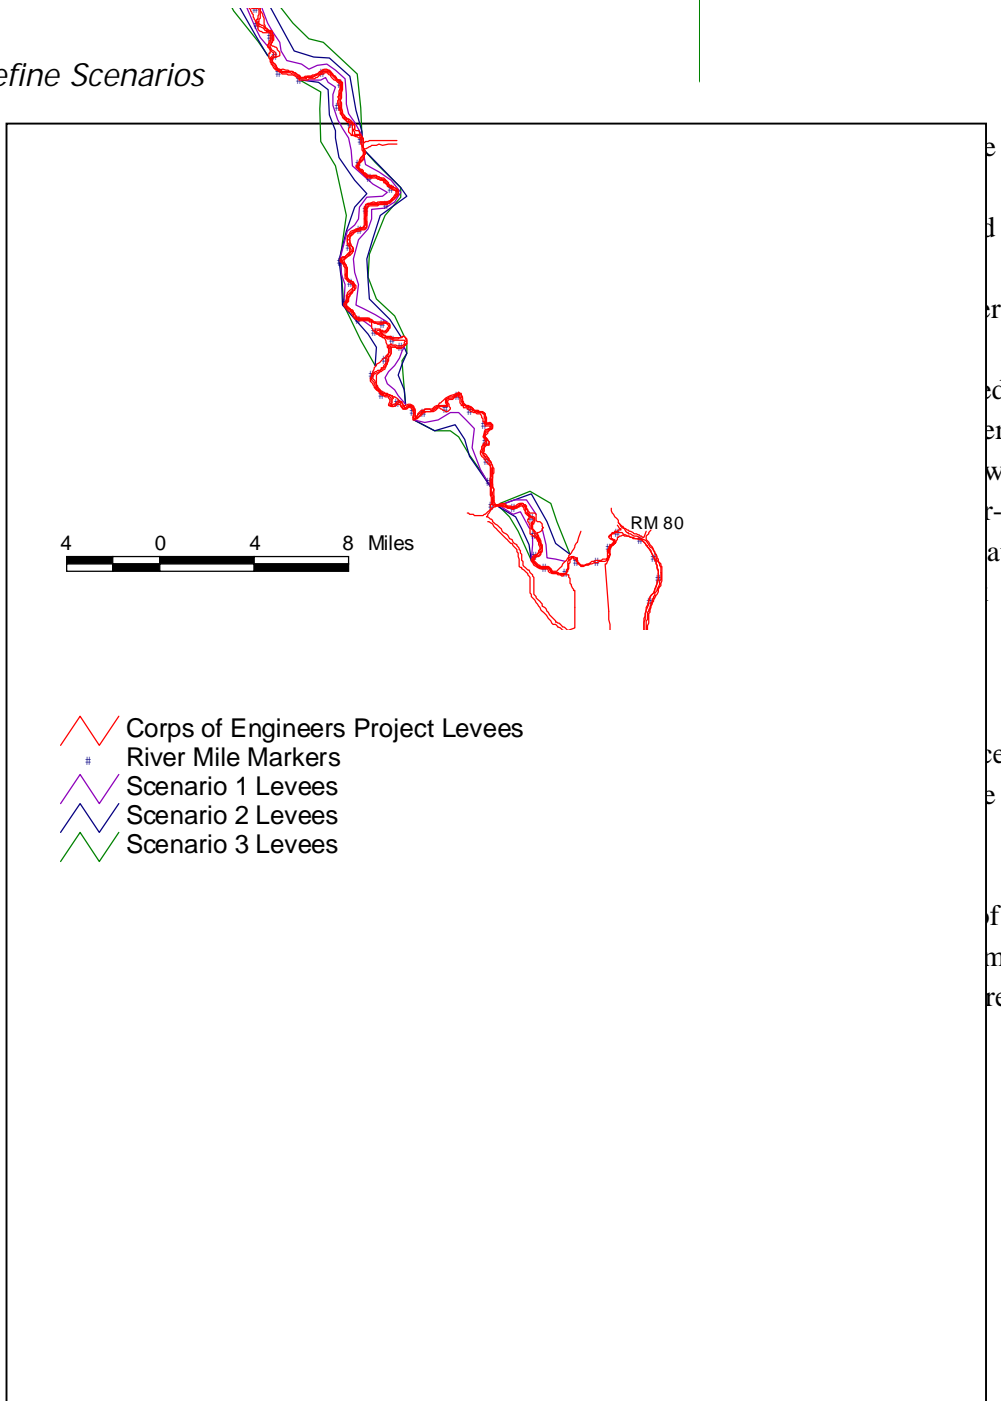 efine Scenarios
RM 80
4 0 4 8 Miles
Corps of Engineers Project Levees
# River Mile Markers
Scenario 1 Levees
Scenario 2 Levees
Scenario 3 Levees